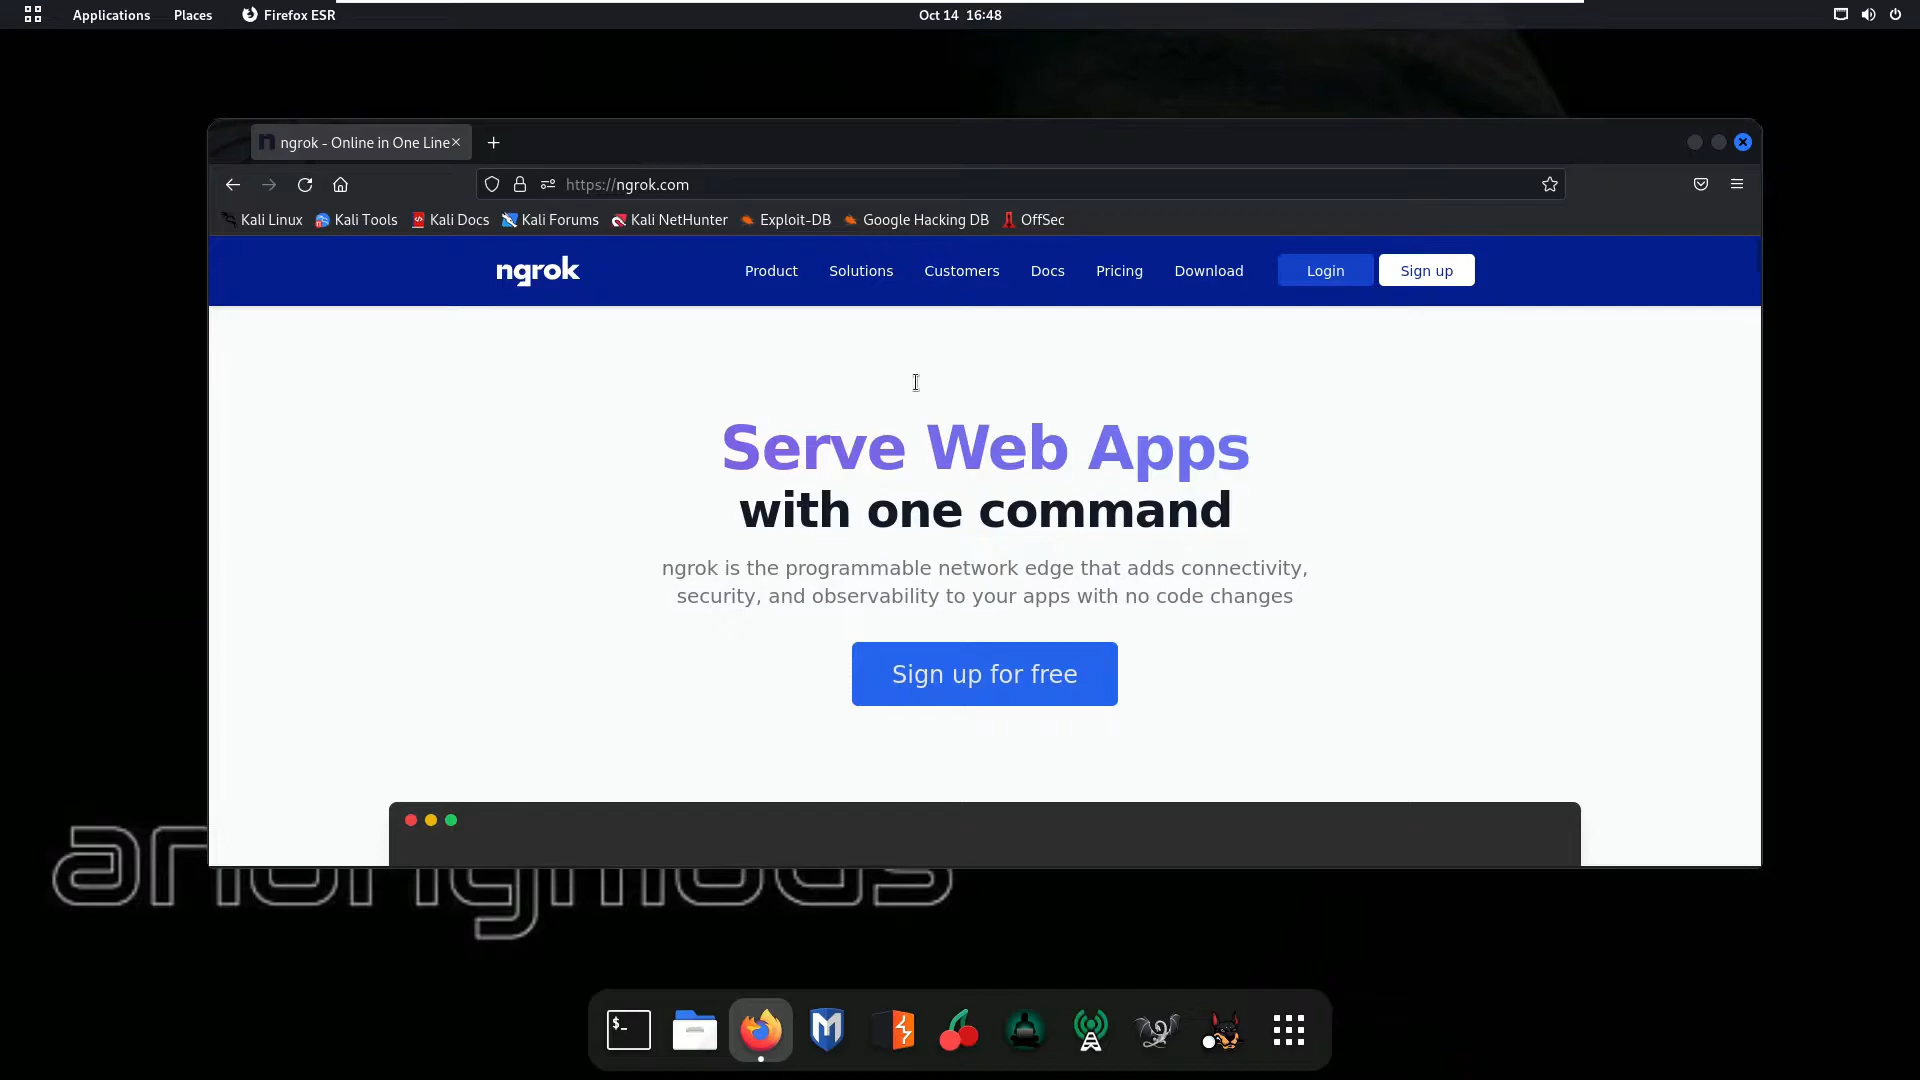 Applications Places Firefox ESR Oct 14 16:48
ngrok - Online in One Line
https://ngrok.com
Kali Linux Kali Tools Kali Docs Kali Forums Kali NetHunter Exploit-DB Google Hacking DB OffSec
ngrok Product Solutions Customers Docs Pricing Download Login Sign up
Serve Web Apps
with one command
ngrok is the programmable network edge that adds connectivity,
security, and observability to your apps with no code changes
Sign up for free
anonymous
$_